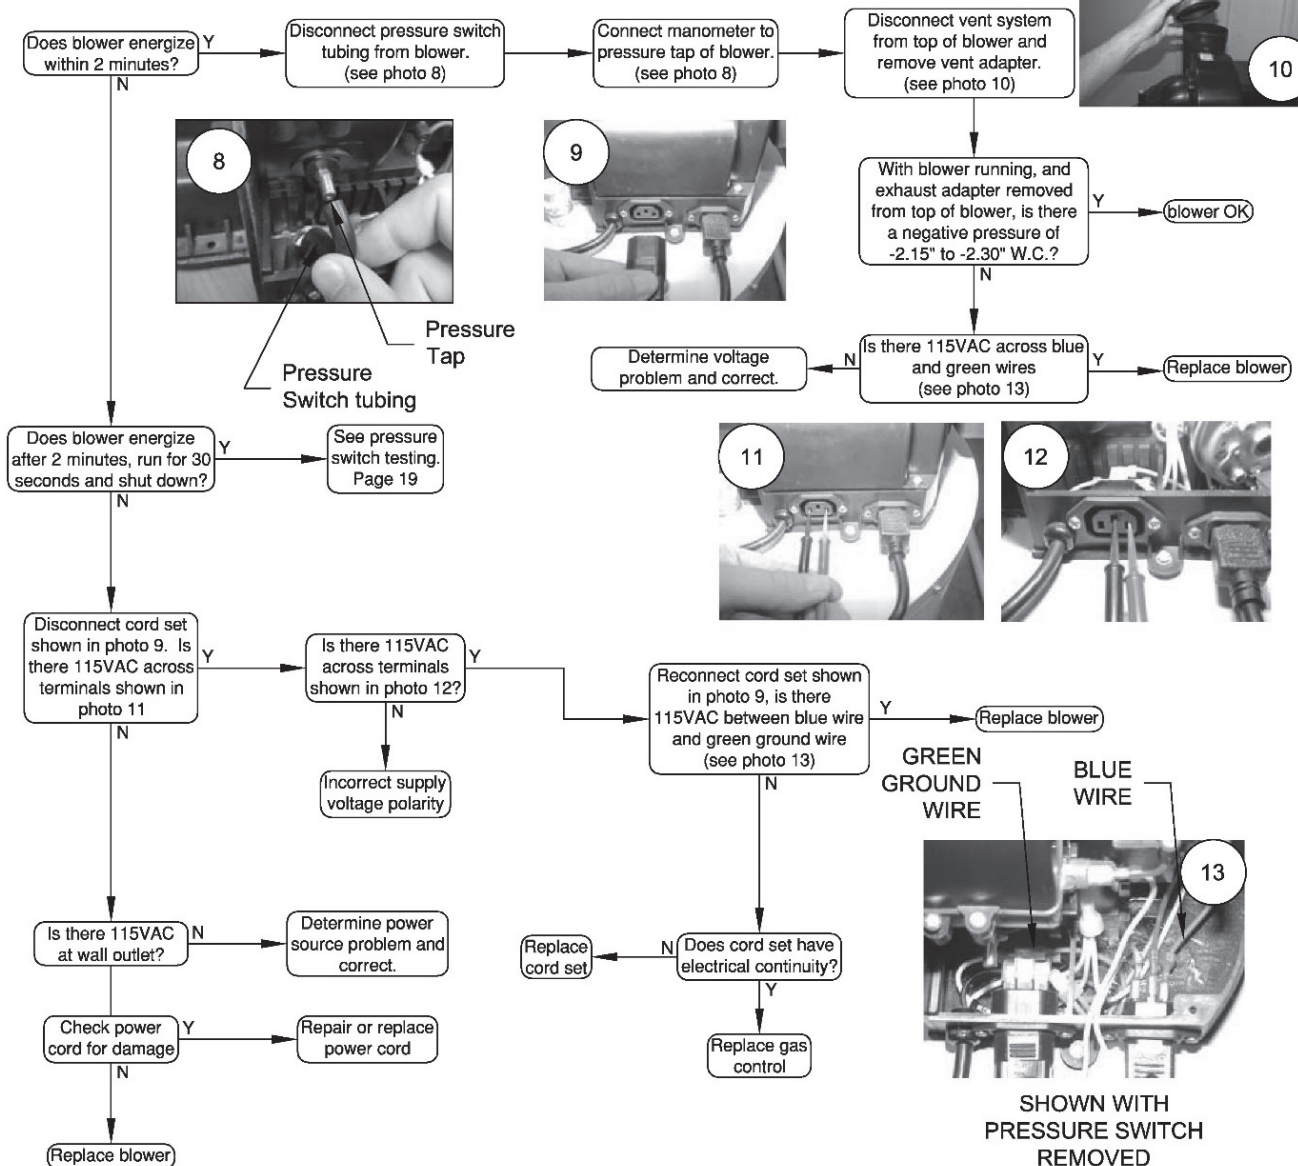 Does blower energize
within 2 minutes?
Y
N
Disconnect pressure switch
tubing from blower.
(see photo 8)
Connect manometer to
pressure tap of blower.
(see photo 8)
Disconnect vent system
from top of blower and
remove vent adapter.
(see photo 10)
10
8
9
Pressure
Tap
Pressure
Switch tubing
With blower running, and
exhaust adapter removed
from top of blower, is there
a negative pressure of
-2.15" to -2.30" W.C.?
Y
N
blower OK
Is there 115VAC across blue
and green wires
(see photo 13)
N
Y
Determine voltage
problem and correct.
Replace blower
Does blower energize
after 2 minutes, run for 30
seconds and shut down?
Y
N
See pressure
switch testing.
Page 19
11
12
Disconnect cord set
shown in photo 9. Is
there 115VAC across
terminals shown in
photo 11
Y
N
Is there 115VAC
across terminals
shown in photo 12?
Y
N
Incorrect supply
voltage polarity
Reconnect cord set shown
in photo 9, is there
115VAC between blue wire
and green ground wire
(see photo 13)
Y
N
Replace blower
GREEN
GROUND
WIRE
BLUE
WIRE
13
Is there 115VAC
at wall outlet?
N
Determine power
source problem and
correct.
Does cord set have
electrical continuity?
N
Y
Replace
cord set
Replace gas
control
Check power
cord for damage
Y
N
Repair or replace
power cord
Replace blower
SHOWN WITH
PRESSURE SWITCH
REMOVED